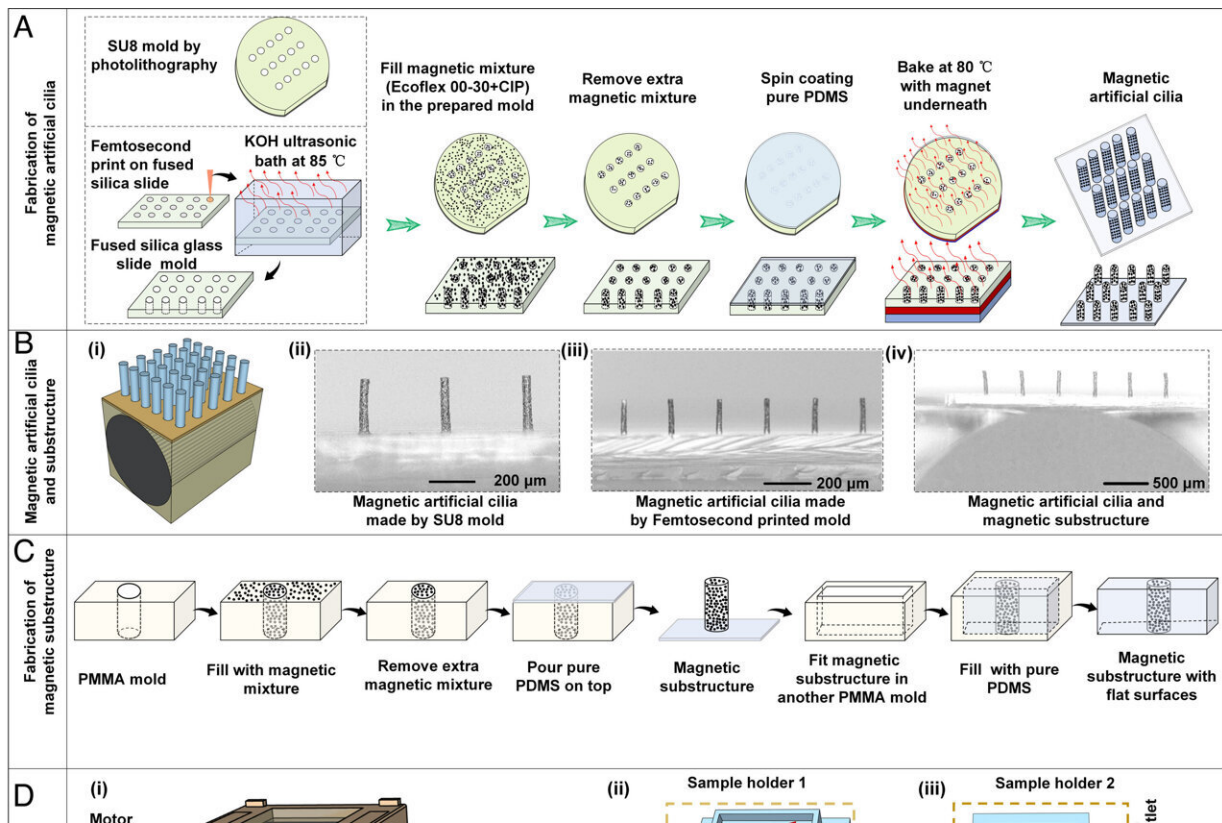 A
Fabrication of
magnetic artificial cilia
SU8 mold by
photolithography
Femtosecond
print on fused
silica slide
KOH ultrasonic
bath at 85 ℃
Fused silica glass
slide mold
Fill magnetic mixture
(Ecoflex 00-30+CIP)
in the prepared mold
Remove extra
magnetic mixture
Spin coating
pure PDMS
Bake at 80 ℃
with magnet
underneath
Magnetic
artificial cilia
B
Magnetic artificial cilia
and substructure
(i)
(ii)
200 μm
Magnetic artificial cilia
made by SU8 mold
(iii)
200 μm
Magnetic artificial cilia made
by Femtosecond printed mold
(iv)
500 μm
Magnetic artificial cilia and
magnetic substructure
C
Fabrication of
magnetic substructure
PMMA mold
Fill with magnetic
mixture
Remove extra
magnetic mixture
Pour pure
PDMS on top
Magnetic
substructure
Fit magnetic
substructure in
another PMMA mold
Fill with pure
PDMS
Magnetic
substructure with
flat surfaces
D
(i)
Motor
(ii)
Sample holder 1
(iii)
Sample holder 2